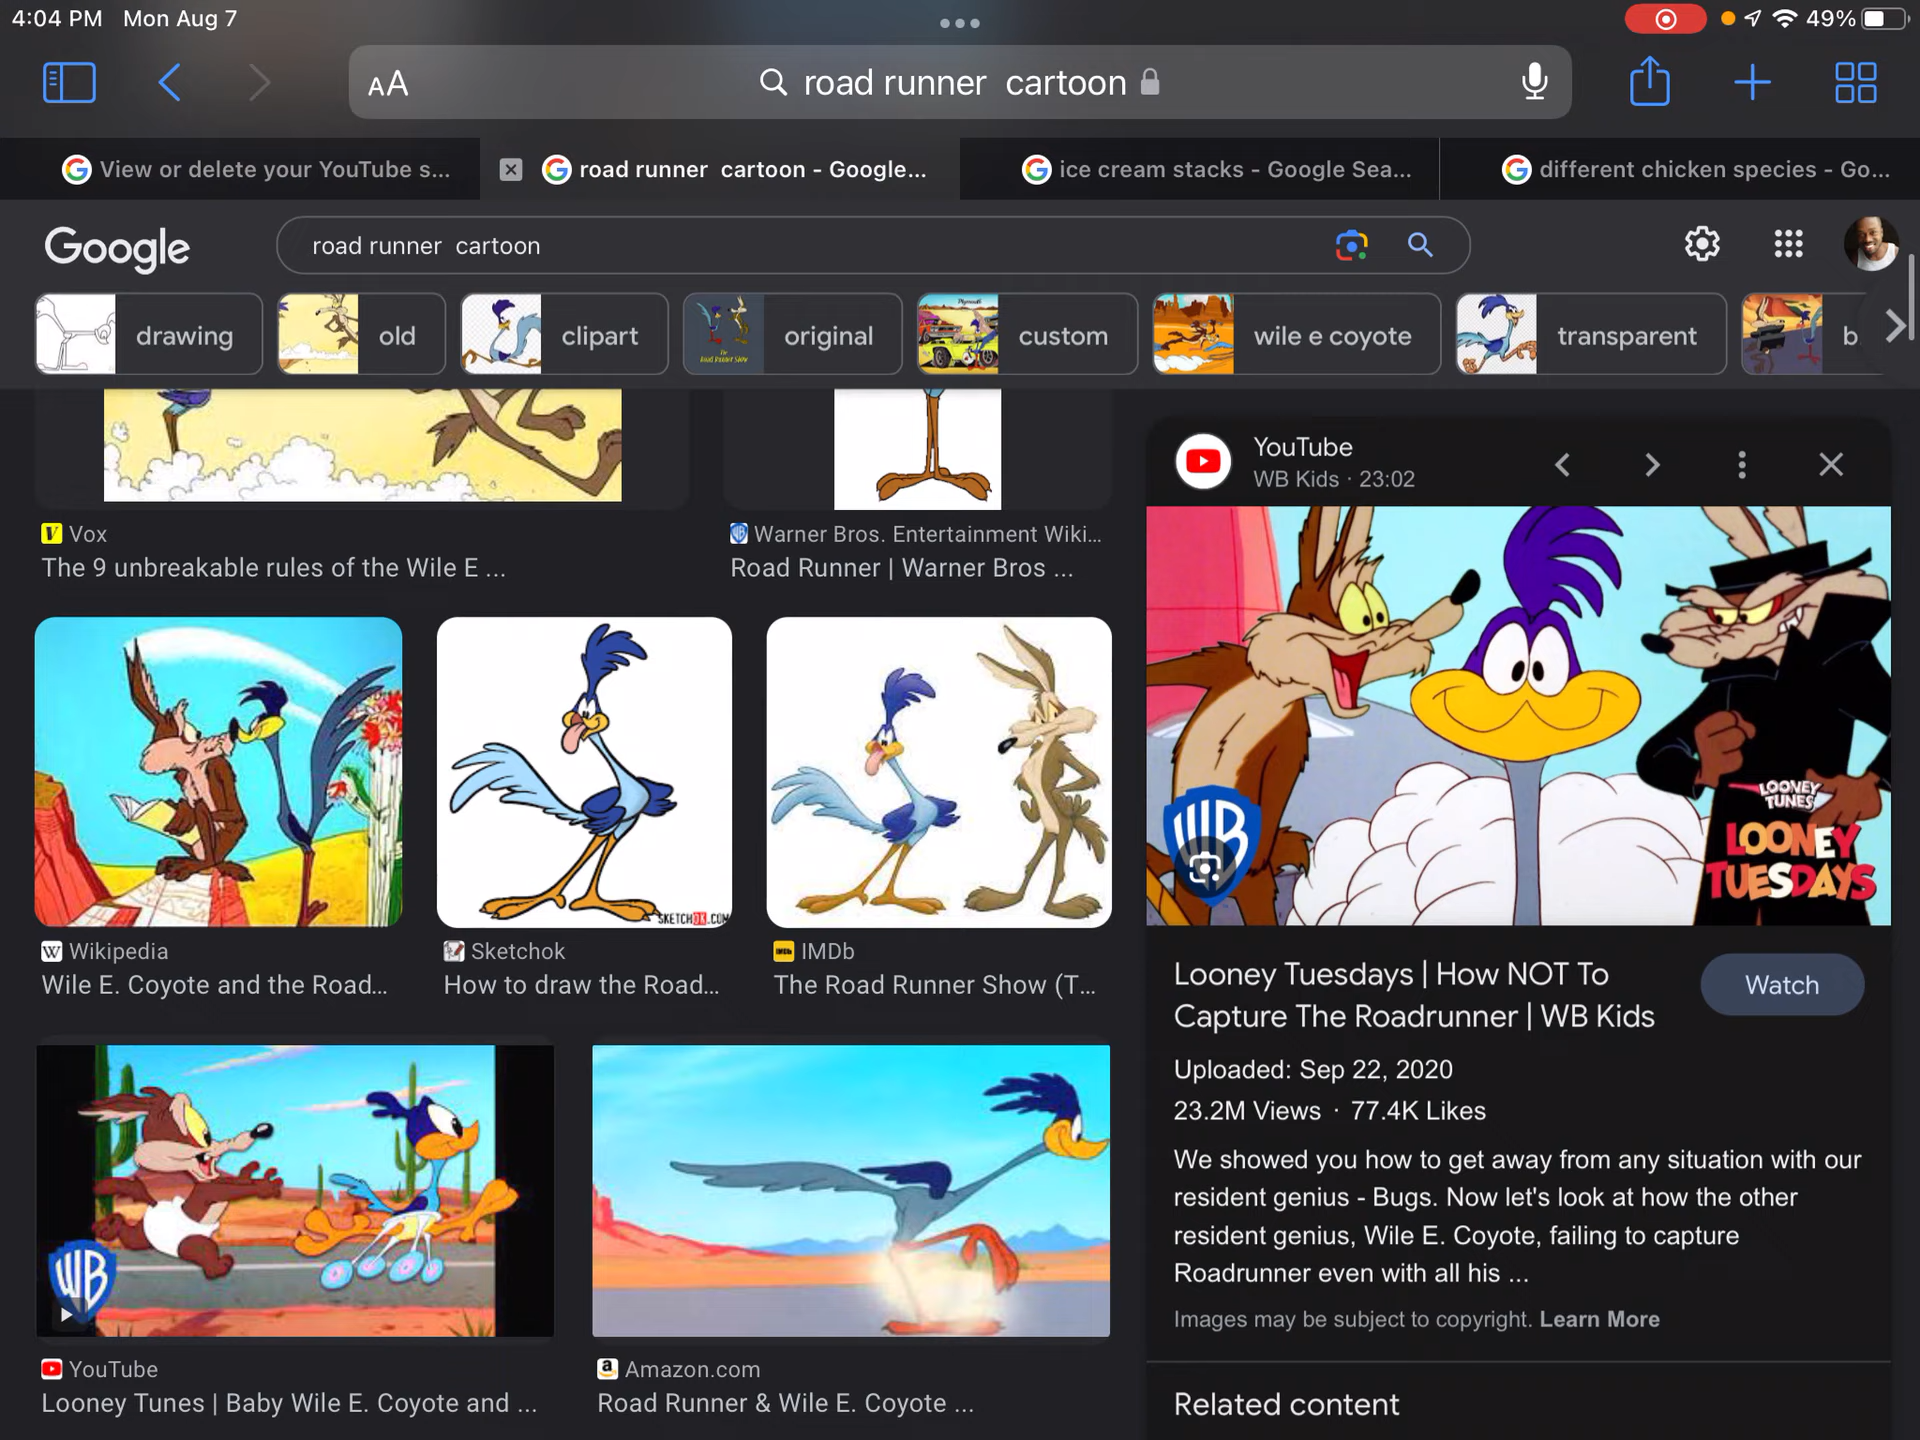 4:04 PM Mon Aug 7
49%
AA
road runner cartoon
View or delete your YouTube s...
road runner cartoon - Google...
ice cream stacks - Google Sea...
different chicken species - Go...
Google
road runner cartoon
drawing
old
clipart
original
custom
wile e coyote
transparent
b
Vox
The 9 unbreakable rules of the Wile E ...
Warner Bros. Entertainment Wiki...
Road Runner | Warner Bros ...
YouTube
WB Kids · 23:02
WB
LOONEY
TUNES
LOONEY
TUESDAYS
SKETCHOK.COM
Wikipedia
Wile E. Coyote and the Road...
Sketchok
How to draw the Road...
IMDb
The Road Runner Show (T...
Looney Tuesdays | How NOT To
Capture The Roadrunner | WB Kids
Watch
Uploaded: Sep 22, 2020
23.2M Views · 77.4K Likes
We showed you how to get away from any situation with our
resident genius - Bugs. Now let's look at how the other
resident genius, Wile E. Coyote, failing to capture
Roadrunner even with all his ...
Images may be subject to copyright. Learn More
WB
YouTube
Looney Tunes | Baby Wile E. Coyote and ...
Amazon.com
Road Runner & Wile E. Coyote ...
Related content